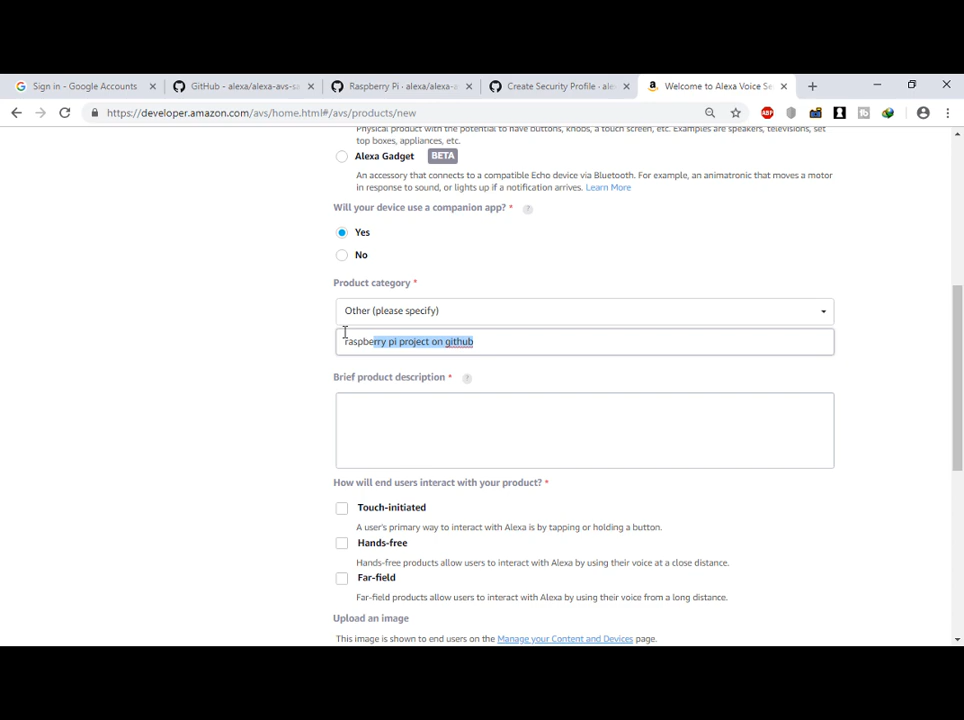 Sign in - Google Accounts
GitHub - alexa/alexa-avs-sa
Raspberry Pi · alexa/alexa-a
Create Security Profile · ale
Welcome to Alexa Voice Se
https://developer.amazon.com/avs/home.html#/avs/products/new
ABP
Physical product with the potential to have buttons, knobs, a touch screen, etc. Examples are speakers, televisions, set
top boxes, appliances, etc.
Alexa Gadget BETA
An accessory that connects to a compatible Echo device via Bluetooth. For example, an animatronic that moves a motor
in response to sound, or lights up if a notification arrives. Learn More
Will your device use a companion app? * ?
Yes
No
Product category *
Other (please specify)
raspberry pi project on github
Brief product description * ?
How will end users interact with your product? *
Touch-initiated
A user's primary way to interact with Alexa is by tapping or holding a button.
Hands-free
Hands-free products allow users to interact with Alexa by using their voice at a close distance.
Far-field
Far-field products allow users to interact with Alexa by using their voice from a long distance.
Upload an image
This image is shown to end users on the Manage your Content and Devices page.